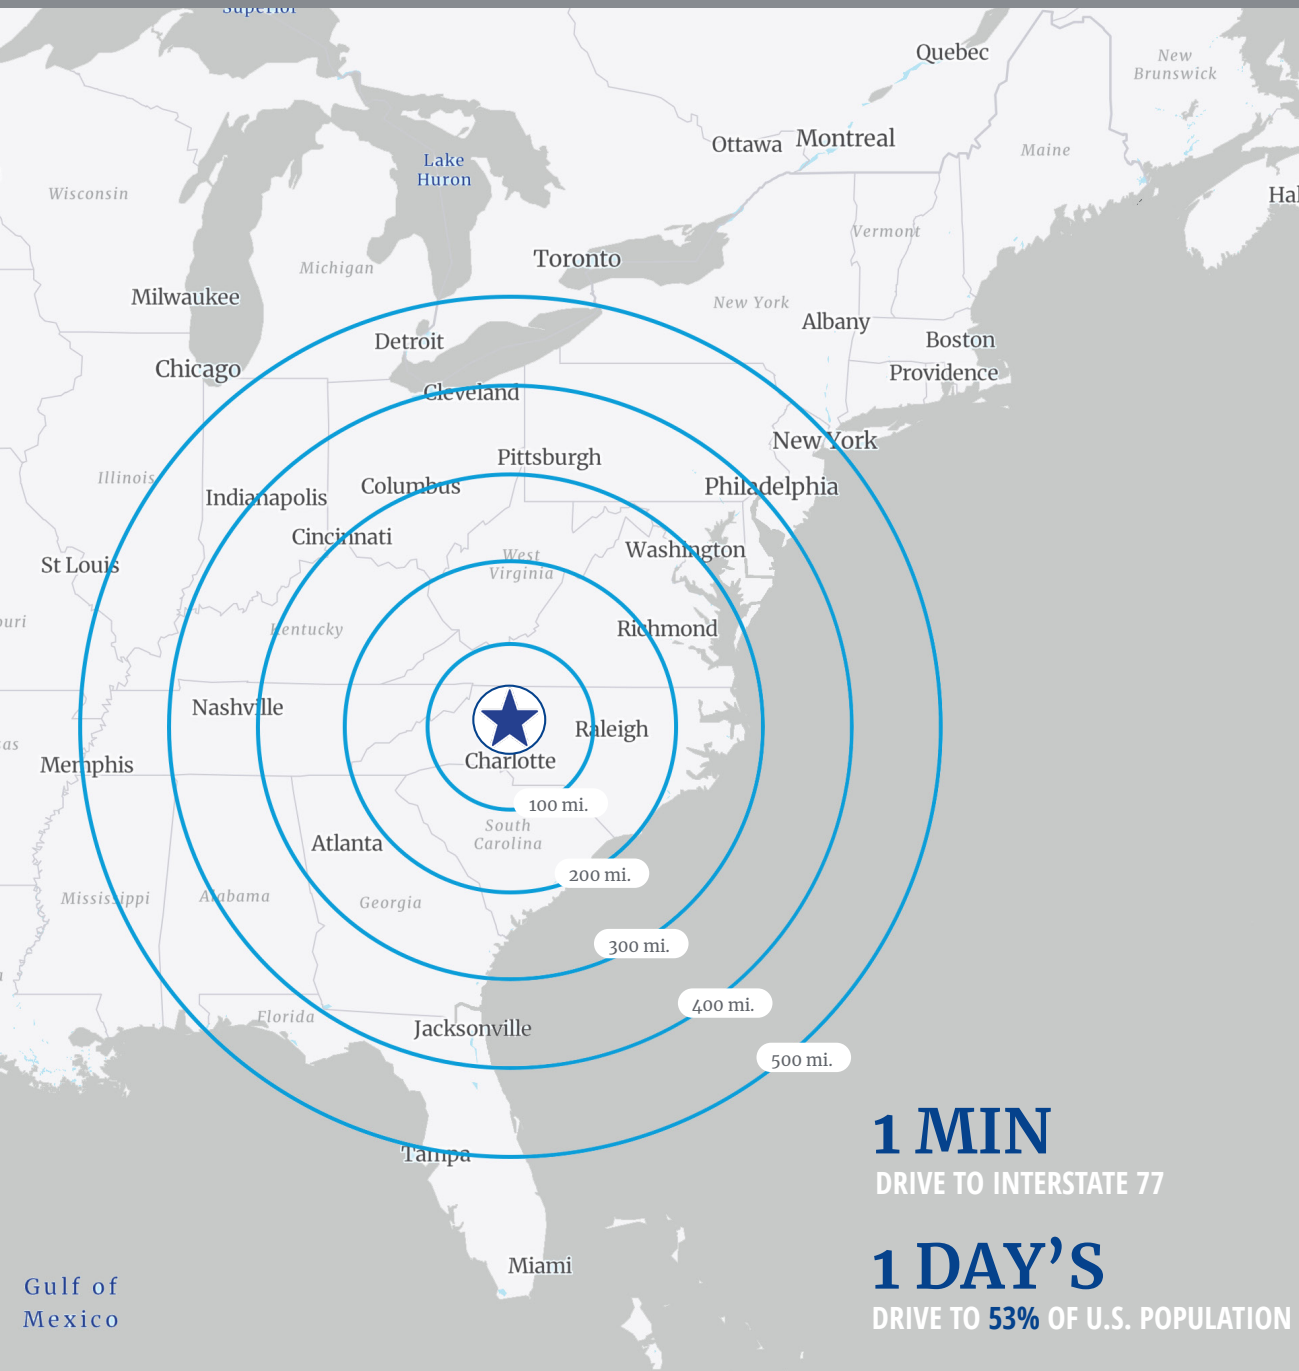 Superior
Quebec
New
Brunswick
Ottawa
Montreal
Maine
Lake
Huron
Wisconsin
Hal
Vermont
Toronto
Michigan
Milwaukee
New York
Albany
Detroit
Boston
Chicago
Providence
Cleveland
New York
Pittsburgh
Illinois
Indianapolis
Columbus
Philadelphia
Cincinnati
Washington
West
Virginia
St Louis
ouri
Kentucky
Richmond
Nashville
Raleigh
as
Memphis
Charlotte
100 mi.
South
Carolina
Atlanta
200 mi.
Mississippi
Alabama
Georgia
300 mi.
400 mi.
Florida
Jacksonville
500 mi.
1 MIN
DRIVE TO INTERSTATE 77
Tampa
1 DAY'S
DRIVE TO 53% OF U.S. POPULATION
Miami
Gulf of
Mexico